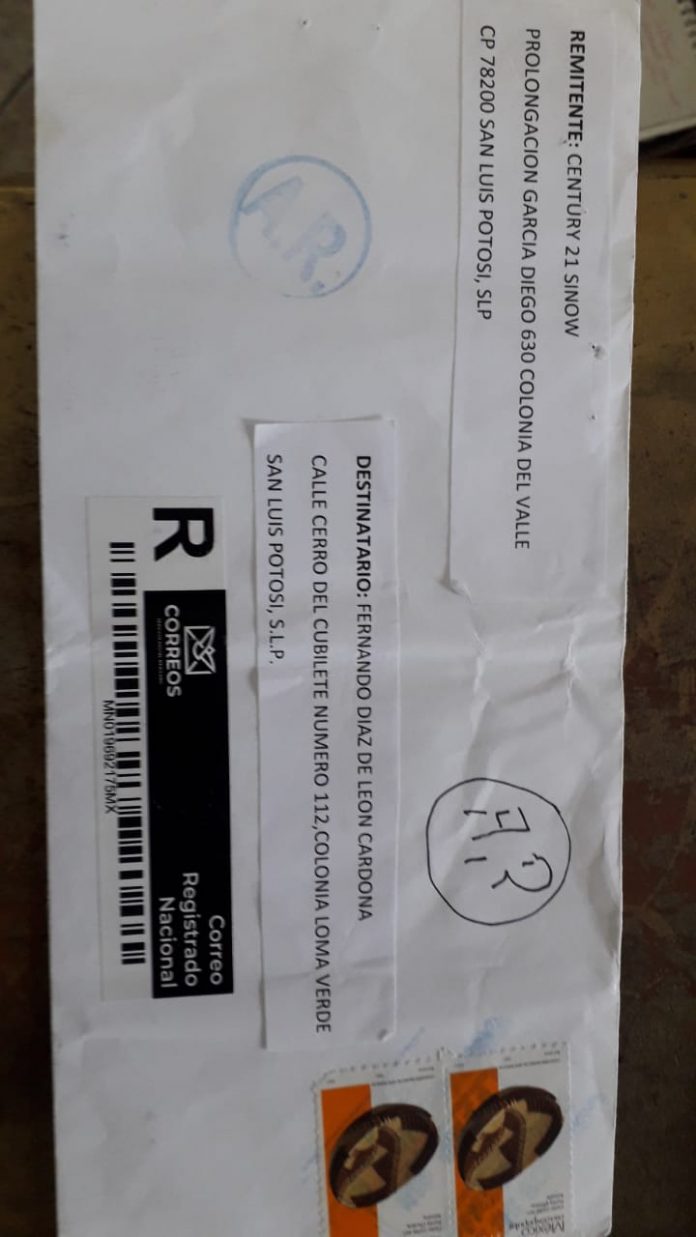 REMITENTE: CENTURY 21 SINOW
PROLONGACION GARCIA DIEGO 630 COLONIA DEL VALLE
CP 78200 SAN LUIS POTOSI, SLP
A.R.
A.R.
DESTINATARIO: FERNANDO DIAZ DE LEON CARDONA
CALLE CERRO DEL CUBILETE NUMERO 112,COLONIA LOMA VERDE
SAN LUIS POTOSI, S.L.P.
R
CORREOS
Correo
Registrado
Nacional
MN019692175MX
México